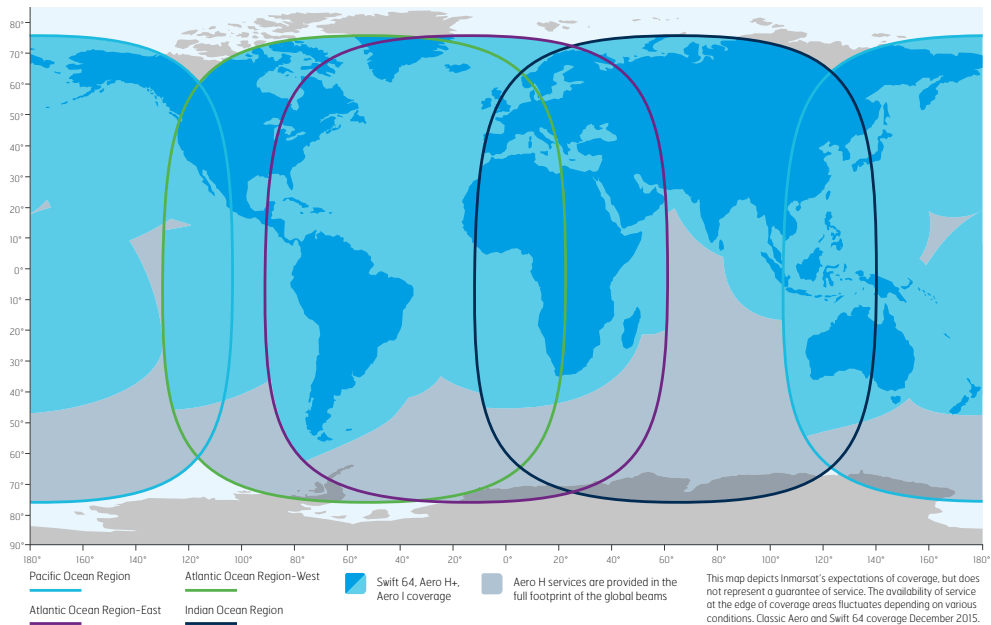 80°
70°
60°
50°
40°
30°
20°
10°
0°
10°
20°
30°
40°
50°
60°
70°
80°
90°
180° 160° 140° 120° 100° 80° 60° 40° 20° 0° 20° 40° 60° 80° 100° 120° 140° 160° 180°
Pacific Ocean Region
Atlantic Ocean Region-West
Atlantic Ocean Region-East
Indian Ocean Region
Swift 64, Aero H+,
Aero I coverage
Aero H services are provided in the
full footprint of the global beams
This map depicts Inmarsat's expectations of coverage, but does
not represent a guarantee of service. The availability of service
at the edge of coverage areas fluctuates depending on various
conditions. Classic Aero and Swift 64 coverage December 2015.